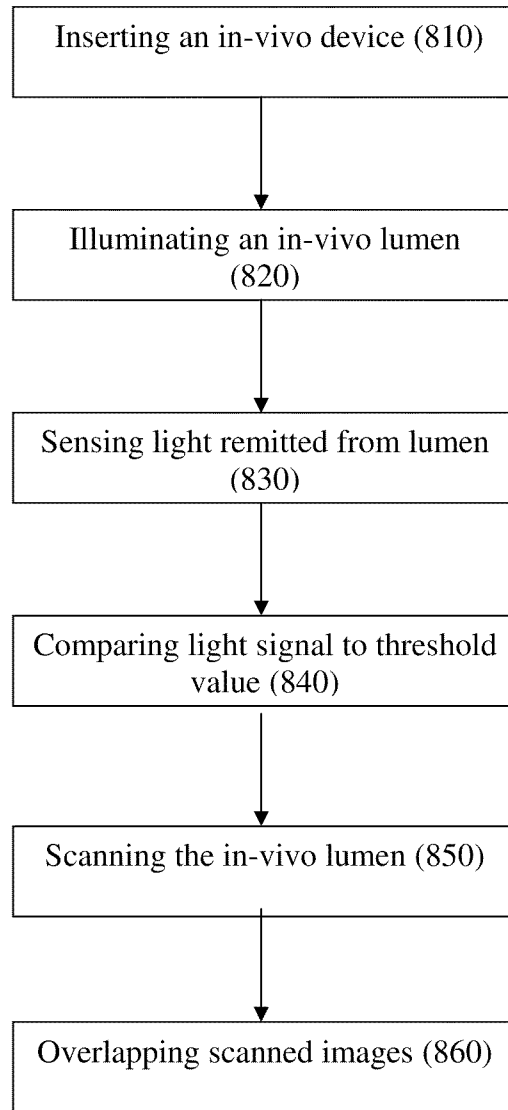 Inserting an in-vivo device (810)
Illuminating an in-vivo lumen
(820)
Sensing light remitted from lumen
(830)
Comparing light signal to threshold
value (840)
Scanning the in-vivo lumen (850)
Overlapping scanned images (860)